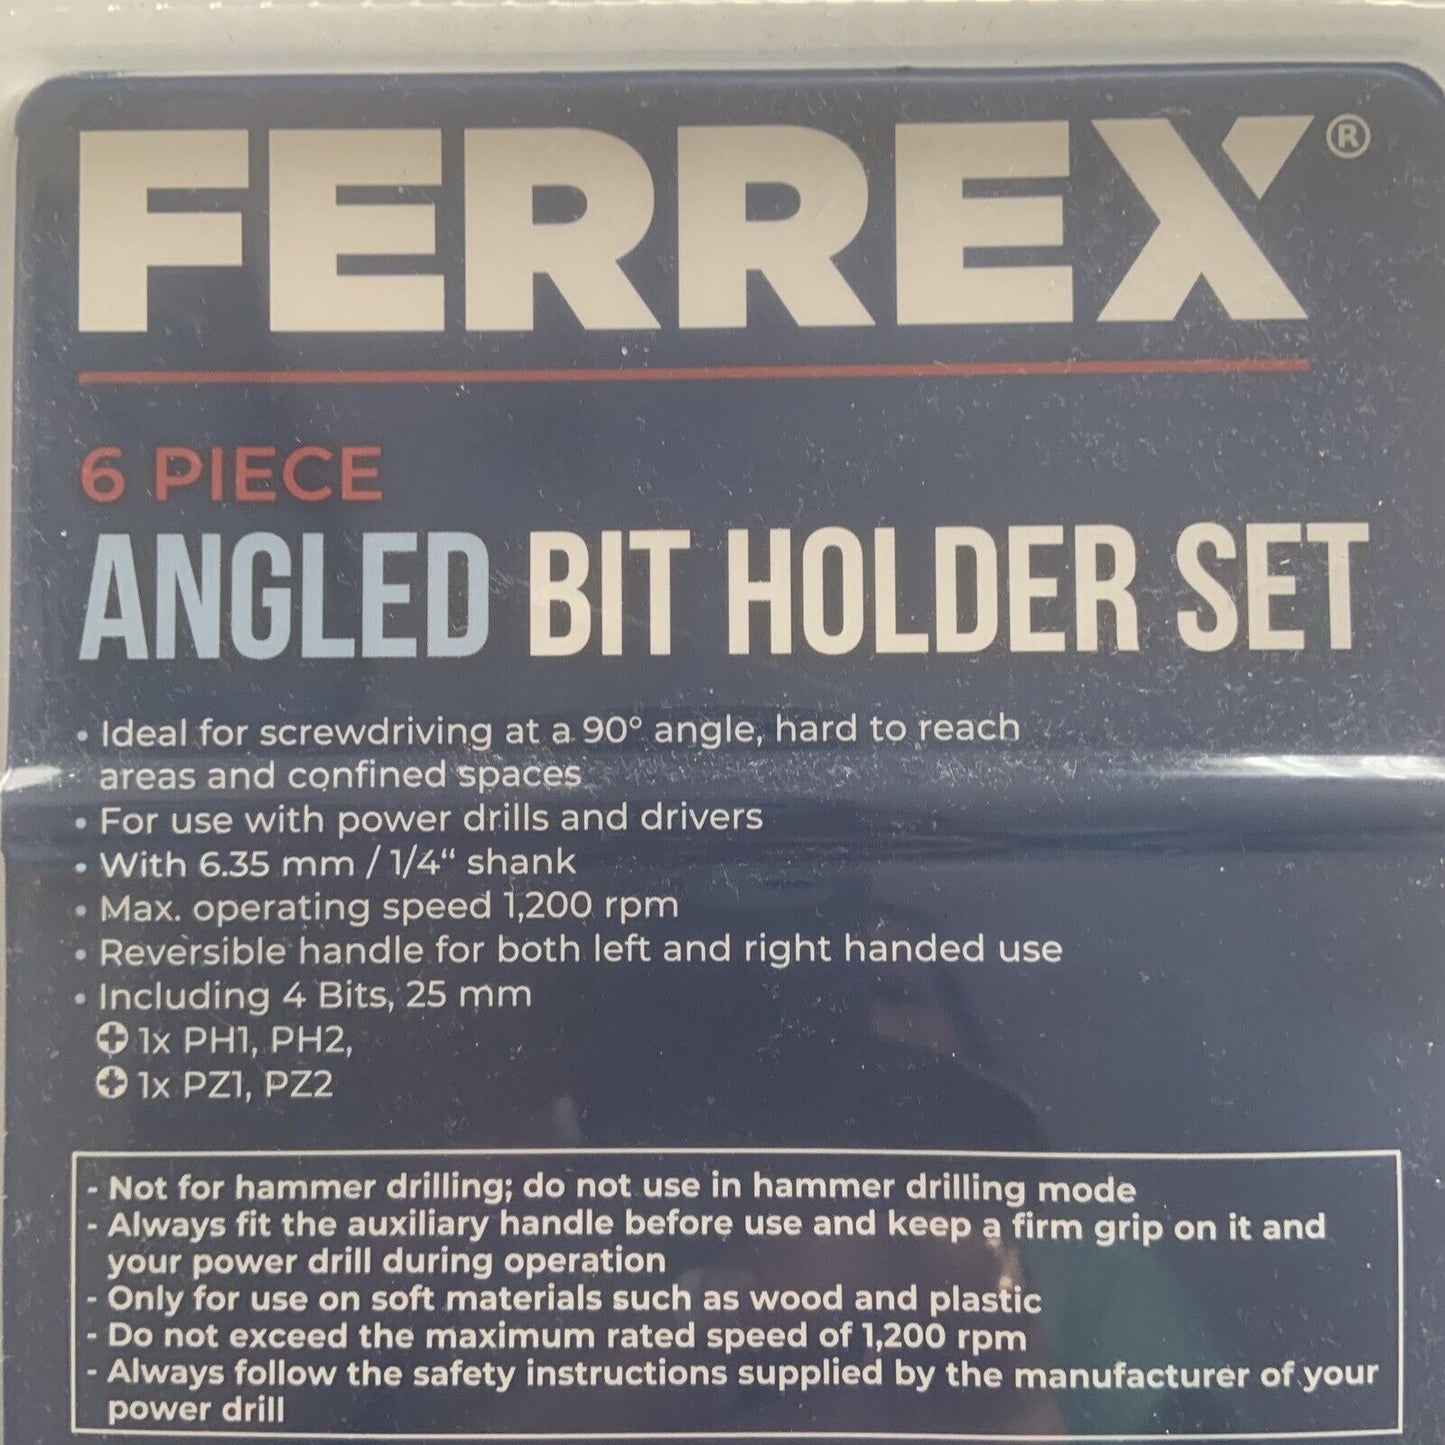 FERREX®
6 PIECE
ANGLED BIT HOLDER SET
• Ideal for screwdriving at a 90° angle, hard to reach
areas and confined spaces
• For use with power drills and drivers
• With 6.35 mm / 1/4“ shank
• Max. operating speed 1,200 rpm
• Reversible handle for both left and right handed use
• Including 4 Bits, 25 mm
1x PH1, PH2,
1x PZ1, PZ2
- Not for hammer drilling; do not use in hammer drilling mode
- Always fit the auxiliary handle before use and keep a firm grip on it and
your power drill during operation
- Only for use on soft materials such as wood and plastic
- Do not exceed the maximum rated speed of 1,200 rpm
- Always follow the safety instructions supplied by the manufacturer of your
power drill